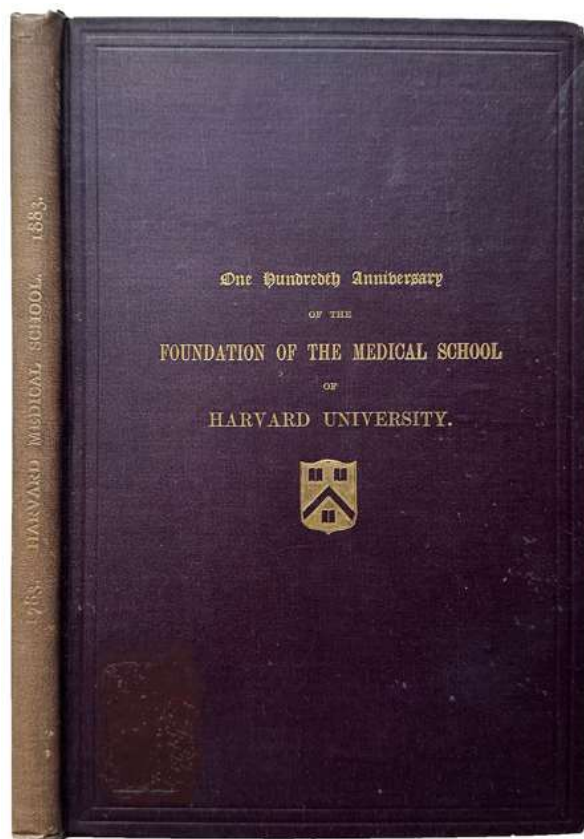 1783. HARVARD MEDICAL SCHOOL. 1883.
One Hundredth Anniversary
OF THE
FOUNDATION OF THE MEDICAL SCHOOL
OF
HARVARD UNIVERSITY.